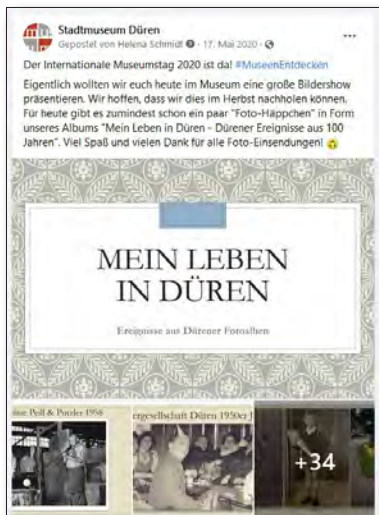 Stadtmuseum Düren
Gepostet von Helena Schmidt · 17. Mai 2020 ·
Der Internationale Museumstag 2020 ist da! #MuseenEntdecken
Eigentlich wollten wir euch heute im Museum eine große Bildershow
präsentieren. Wir hoffen, dass wir dies im Herbst nachholen können.
Für heute gibt es zumindest schon ein paar "Foto-Häppchen" in Form
unseres Albums "Mein Leben in Düren - Dürener Ereignisse aus 100
Jahren". Viel Spaß und vielen Dank für alle Foto-Einsendungen!
MEIN LEBEN
IN DÜREN
Ereignisse aus Dürener Fotoalben
Peill & Putzler 1958
ergesellschaft Düren 1950er J
+34